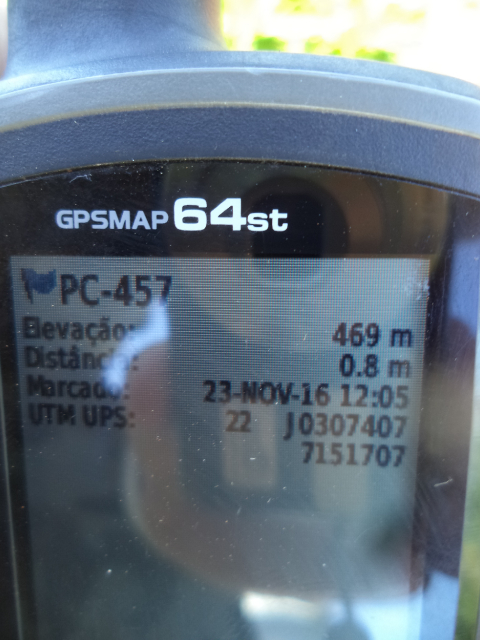 GPSMAP 64st
PC-457
Elevação: 469 m
Distância: 0.8 m
Marcado: 23-NOV-16 12:05
UTM UPS: 22 J0307407
7151707